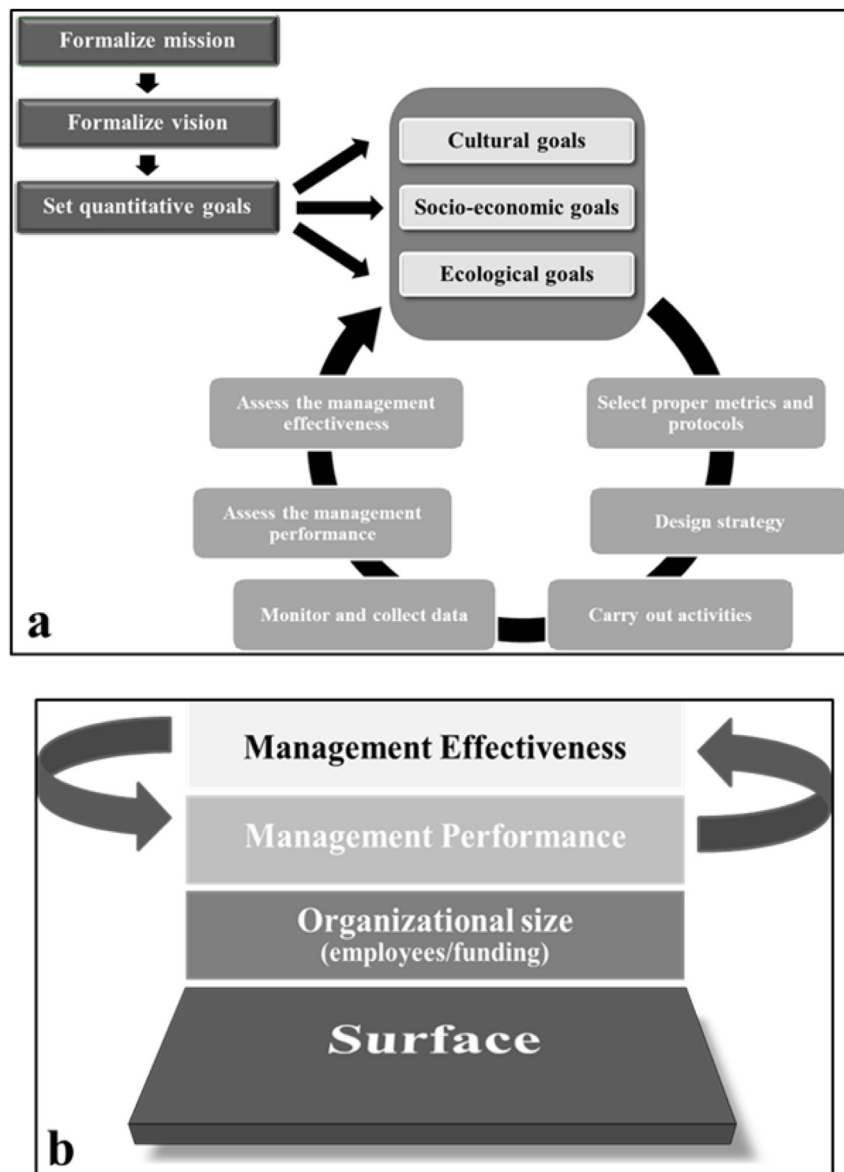 Formalize mission
Formalize vision
Set quantitative goals
Cultural goals
Socio-economic goals
Ecological goals
Select proper metrics and
protocols
Design strategy
Carry out activities
Monitor and collect data
Assess the management
performance
Assess the management
effectiveness
a
Management Effectiveness
Management Performance
Organizational size
(employees/funding)
Surface
b